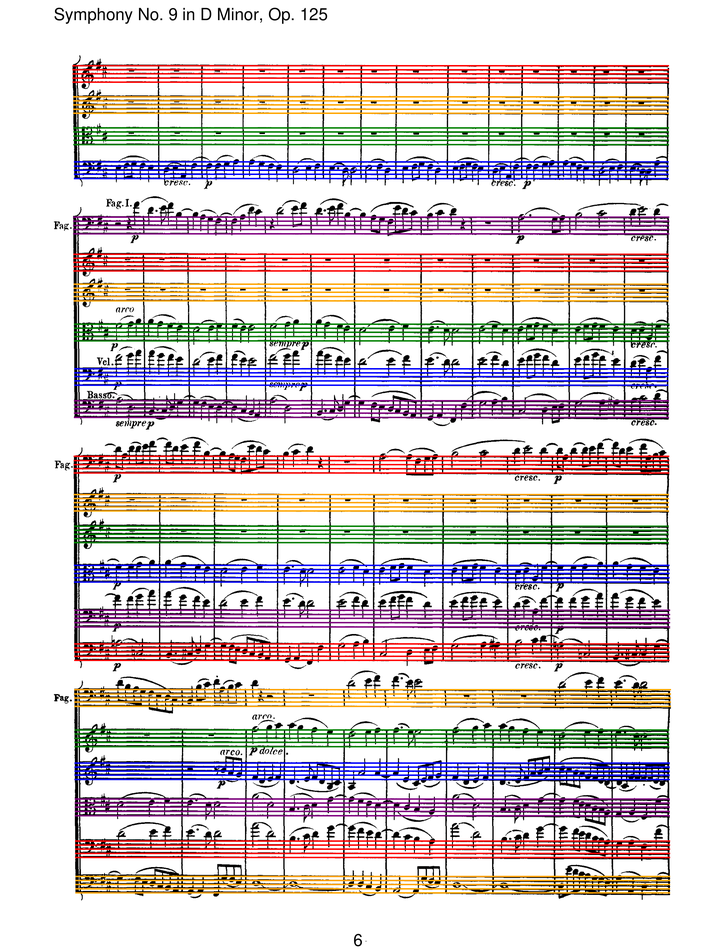 Symphony No. 9 in D Minor, Op. 125
cresc. p cresc. p
Fag. I.
Fag.
p p cresc.
arco
p sempre p cresc.
Vcl.
p sempre p cresc.
Basso.
sempre p cresc.
Fag.
p cresc. p
p cresc. p
p cresc. p
p cresc. p
Fag.
arco.
p dolce.
arco.
p
6